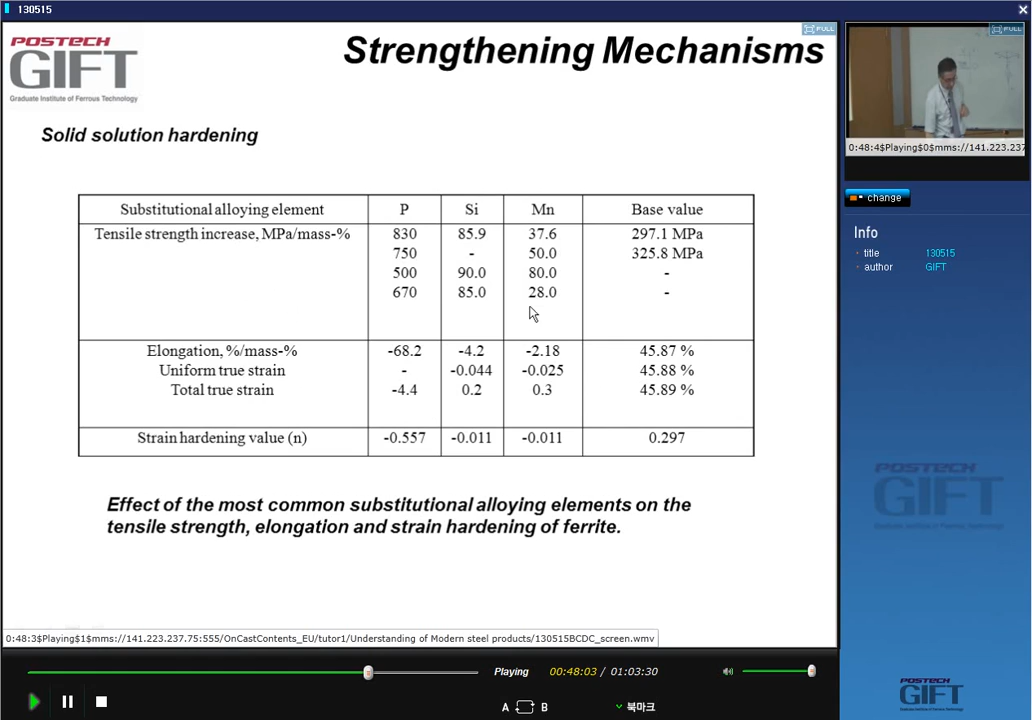 130515
POSTECH
GIFT
Graduate Institute of Ferrous Technology
FULL
Strengthening Mechanisms
Solid solution hardening
Substitutional alloying element P Si Mn Base value
Tensile strength increase, MPa/mass-% 830 85.9 37.6 297.1 MPa
750 - 50.0 325.8 MPa
500 90.0 80.0 -
670 85.0 28.0 -
Elongation, %/mass-% -68.2 -4.2 -2.18 45.87 %
Uniform true strain - -0.044 -0.025 45.88 %
Total true strain -4.4 0.2 0.3 45.89 %
Strain hardening value (n) -0.557 -0.011 -0.011 0.297
Effect of the most common substitutional alloying elements on the
tensile strength, elongation and strain hardening of ferrite.
0:48:3$Playing$1$mms://141.223.237.75:555/OnCastContents_EU/tutor1/Understanding of Modern steel products/130515BCDC_screen.wmv
Playing 00:48:03 / 01:03:30
A B 북마크
FULL
0:48:4$Playing$0$mms://141.223.237
change
Info
title 130515
author GIFT
POSTECH
GIFT
POSTECH
GIFT